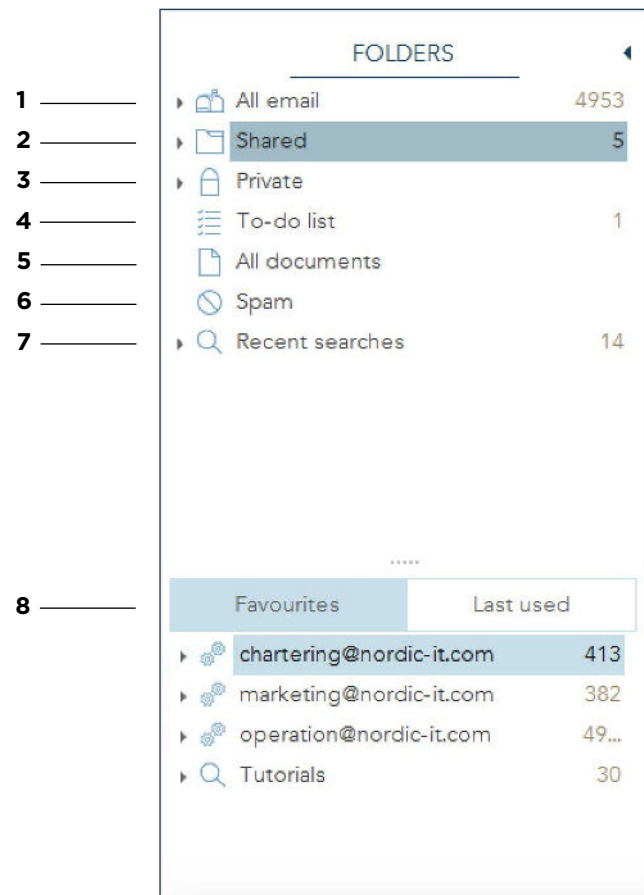 FOLDERS
1 All email 4953
2 Shared 5
3 Private
4 To-do list 1
5 All documents
6 Spam
7 Recent searches 14
8 Favourites Last used
chartering@nordic-it.com 413
marketing@nordic-it.com 382
operation@nordic-it.com 49...
Tutorials 30